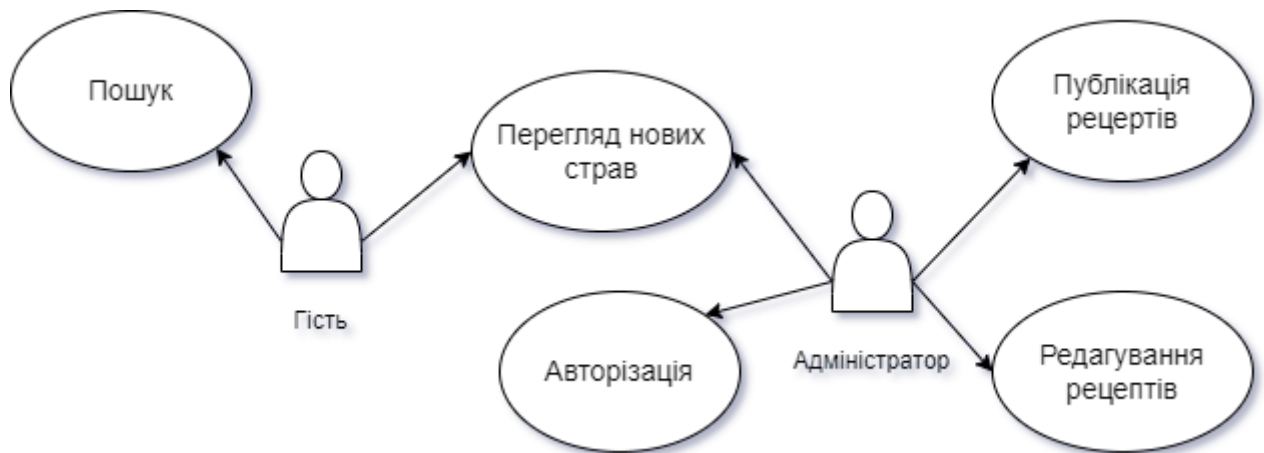 Пошук
Перегляд нових
страв
Публікація
рецертів
Гість
Авторізація
Адміністратор
Редагування
рецептів